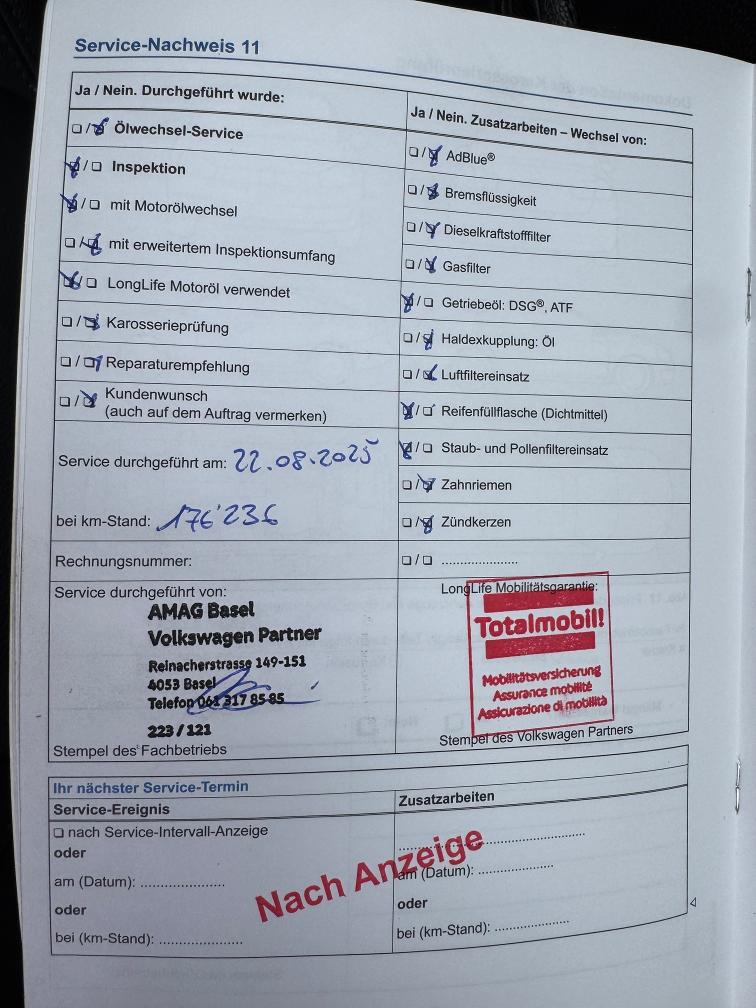 Service-Nachweis 11
Ja / Nein. Durchgeführt wurde:
☐/☒ Ölwechsel-Service
☒/☐ Inspektion
☒/☐ mit Motorölwechsel
☐/☒ mit erweitertem Inspektionsumfang
☒/☐ LongLife Motoröl verwendet
☐/☒ Karosserieprüfung
☐/☒ Reparaturempfehlung
☐/☒ Kundenwunsch
(auch auf dem Auftrag vermerken)
Service durchgeführt am: 22.08.2025
bei km-Stand: 176'236
Rechnungsnummer:
Ja / Nein. Zusatzarbeiten – Wechsel von:
☐/☒ AdBlue®
☐/☒ Bremsflüssigkeit
☐/☒ Dieselkraftstofffilter
☐/☒ Gasfilter
☒/☐ Getriebeöl: DSG®, ATF
☐/☒ Haldexkupplung: Öl
☐/☒ Luftfiltereinsatz
☒/☐ Reifenfüllflasche (Dichtmittel)
☒/☐ Staub- und Pollenfiltereinsatz
☐/☒ Zahnriemen
☐/☒ Zündkerzen
☐/☐ .....................
Service durchgeführt von:
AMAG Basel
Volkswagen Partner
Reinacherstrasse 149-151
4053 Basel
Telefon 061 317 85 85
223 / 121
Stempel des Fachbetriebs
LongLife Mobilitätsgarantie:
Totalmobil!
Mobilitätsversicherung
Assurance mobilité
Assicurazione di mobilità
Stempel des Volkswagen Partners
Ihr nächster Service-Termin
Service-Ereignis
☐ nach Service-Intervall-Anzeige
oder
am (Datum): .......................
oder
bei (km-Stand): .......................
Zusatzarbeiten
..................................................
am (Datum): .....................
oder
bei (km-Stand): .....................
Nach Anzeige